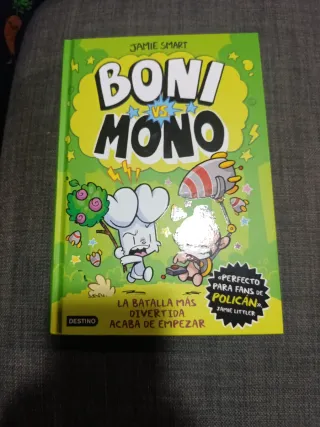 JAMIE SMART
BONI
VS
MONO
«PERFECTO
PARA FANS DE
POLICÁN».
JAMIE LITTLER
LA BATALLA MÁS
DIVERTIDA
ACABA DE EMPEZAR
DESTINO